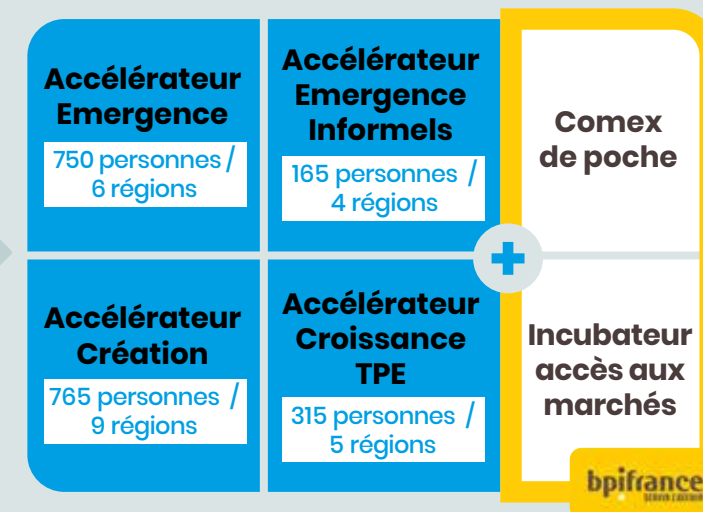 Accélérateur
Emergence
750 personnes /
6 régions
Accélérateur
Emergence
Informels
165 personnes /
4 régions
Comex
de poche
+
Accélérateur
Création
765 personnes /
9 régions
Accélérateur
Croissance
TPE
315 personnes /
5 régions
Incubateur
accès aux
marchés
bpifrance